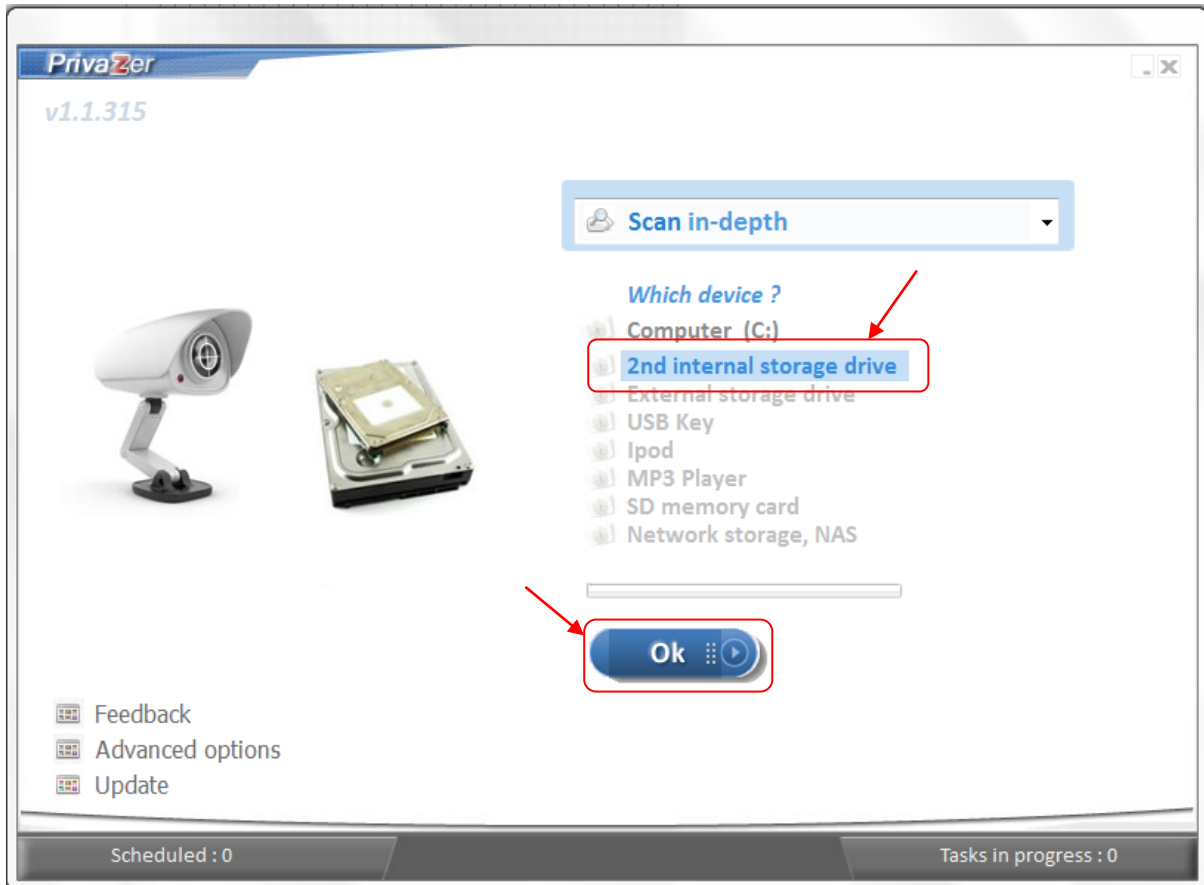 PrivaZer
v1.1.315
Scan in-depth
Which device ?
Computer (C:)
2nd internal storage drive
External storage drive
USB Key
Ipod
MP3 Player
SD memory card
Network storage, NAS
Ok
Feedback
Advanced options
Update
Scheduled : 0
Tasks in progress : 0